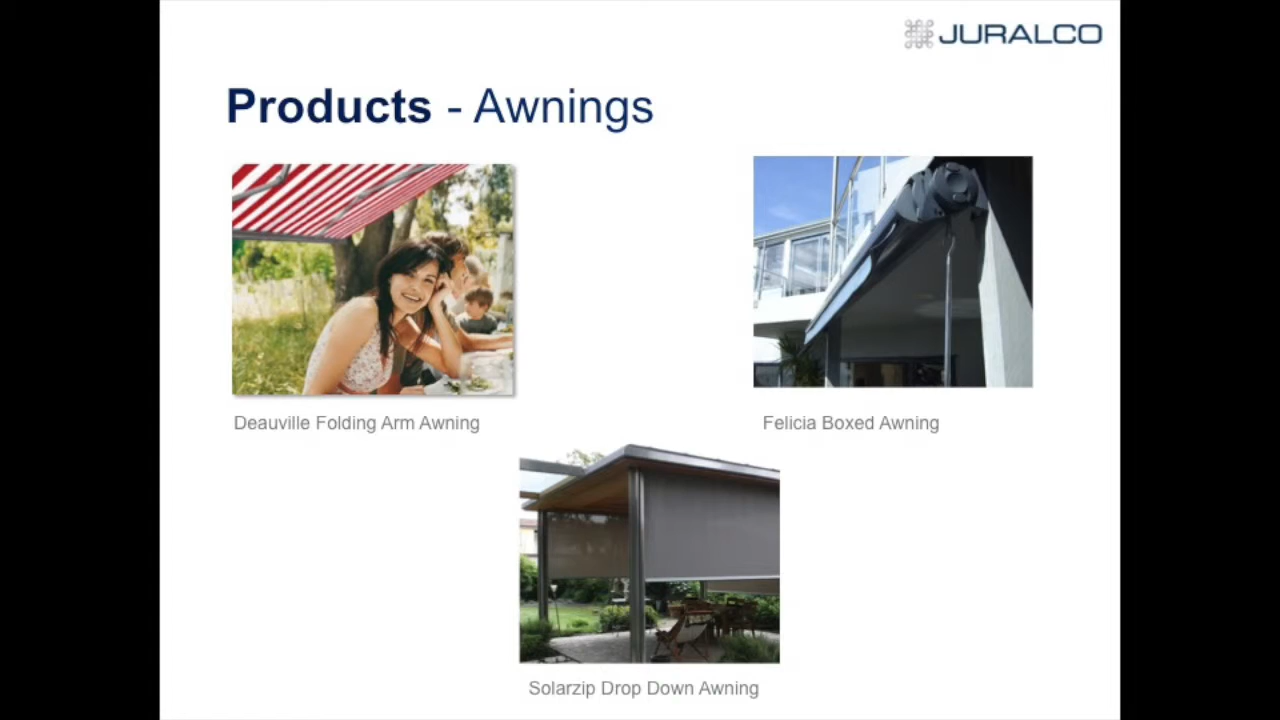 JURALCO
Products - Awnings
Deauville Folding Arm Awning
Felicia Boxed Awning
Solarzip Drop Down Awning